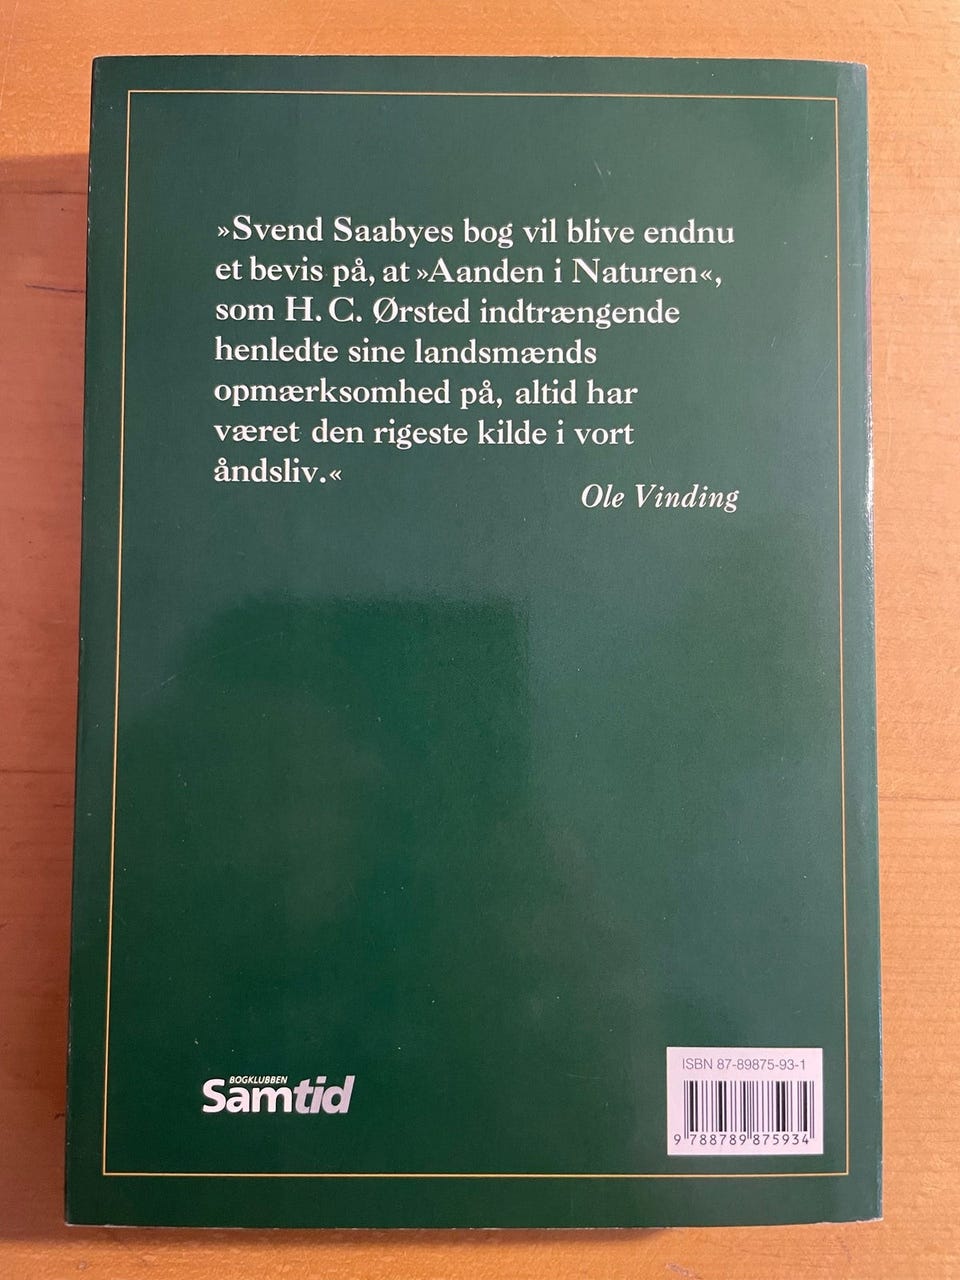 »Svend Saabyes bog vil blive endnu
et bevis på, at »Aanden i Naturen«,
som H. C. Ørsted indtrængende
henledte sine landsmænds
opmærksomhed på, altid har
været den rigeste kilde i vort
åndsliv.«
Ole Vinding
BOGKLUBBEN
Samtid
ISBN 87-89875-93-1
9 788789 875934